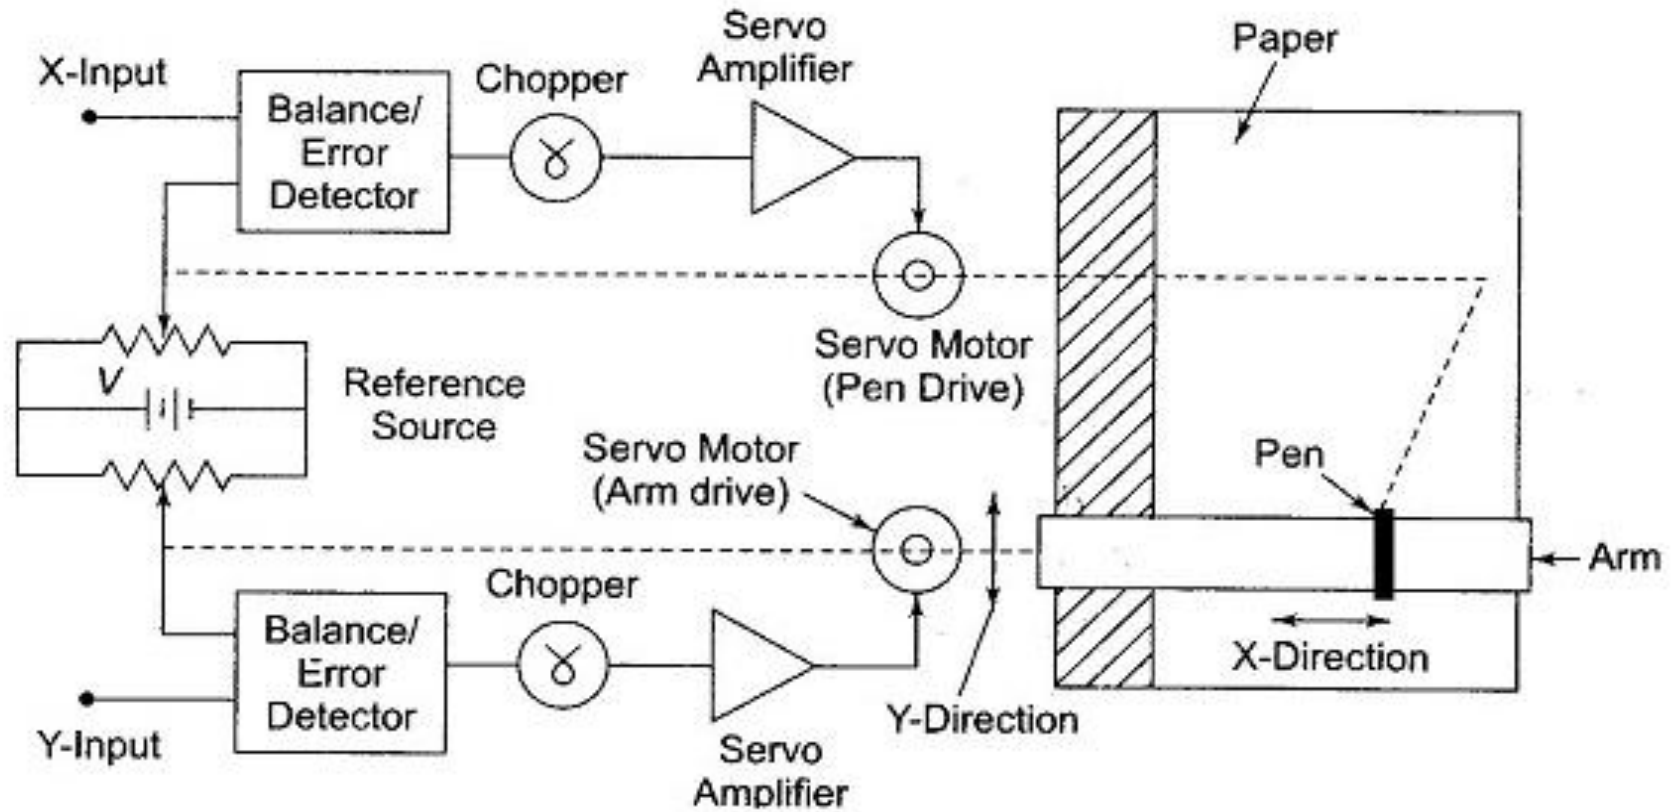 X-Input
Balance/
Error
Detector
Chopper
Servo
Amplifier
Paper
Servo Motor
(Pen Drive)
V
Reference
Source
Servo Motor
(Arm drive)
Pen
Arm
X-Direction
Y-Direction
Chopper
Balance/
Error
Detector
Y-Input
Servo
Amplifier